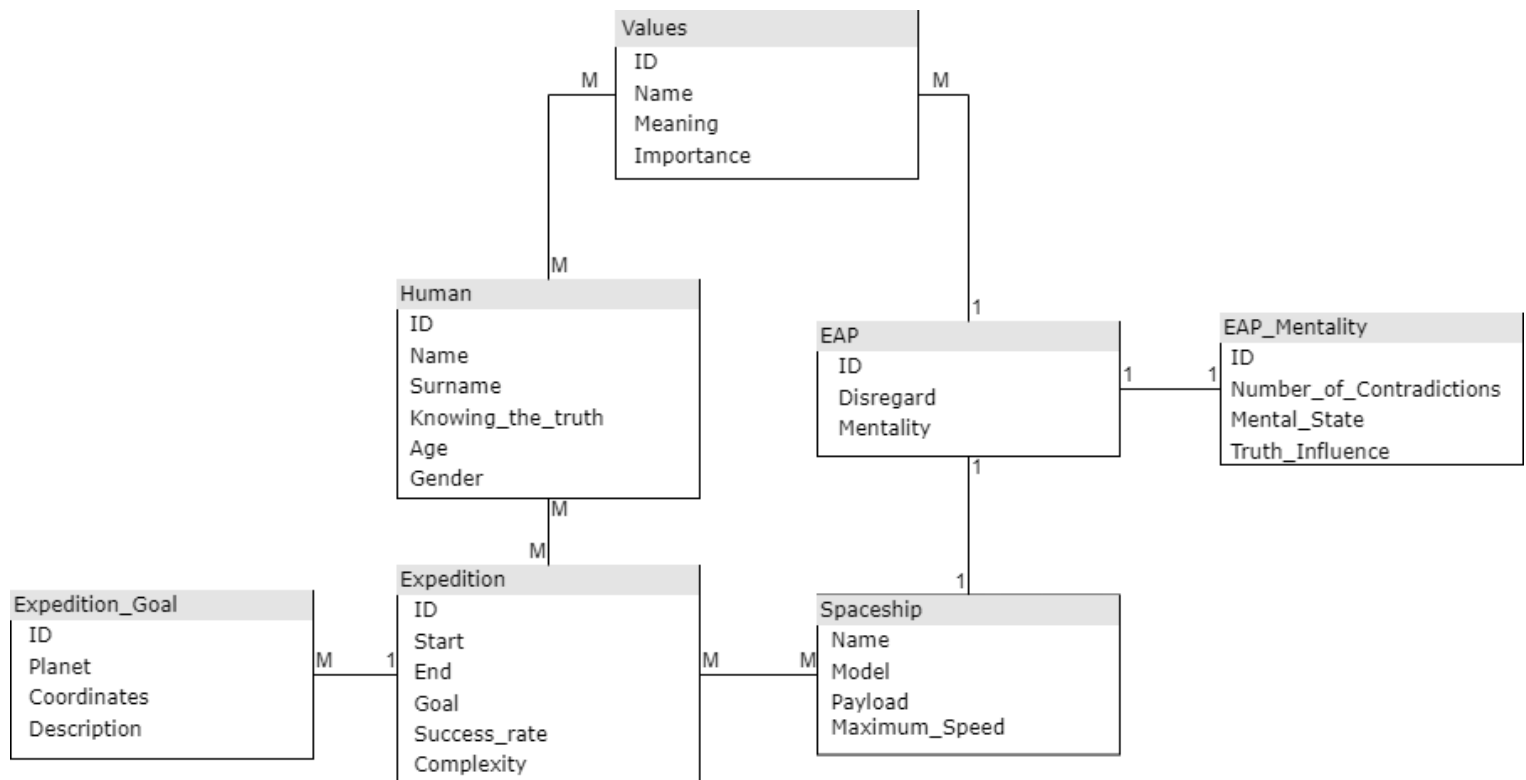 Values
ID
Name
Meaning
Importance
M
M
M
1
Human
ID
Name
Surname
Knowing_the_truth
Age
Gender
EAP
ID
Disregard
Mentality
1
1
EAP_Mentality
ID
Number_of_Contradictions
Mental_State
Truth_Influence
M
M
1
1
Expedition_Goal
ID
Planet
Coordinates
Description
M
1
Expedition
ID
Start
End
Goal
Success_rate
Complexity
M
M
Spaceship
Name
Model
Payload
Maximum_Speed